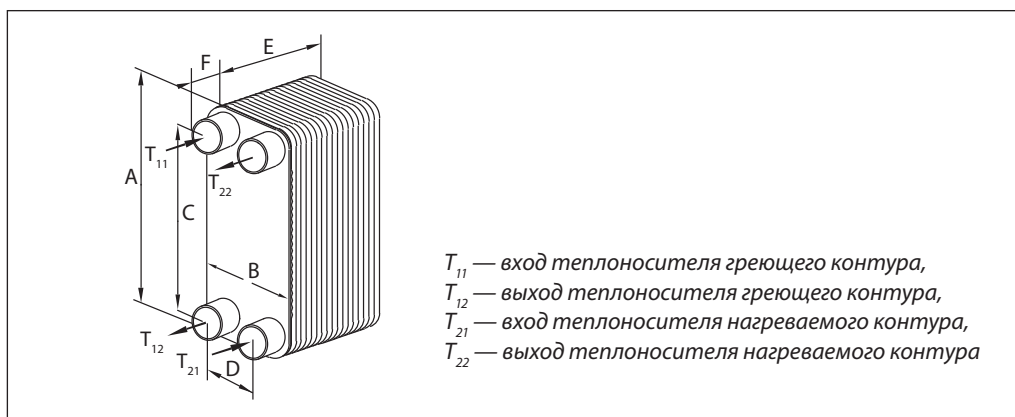 F
E
T₁₁
T₂₂
A
C
B
T₁₂
T₂₁
D
T₁₁ — вход теплоносителя греющего контура,
T₁₂ — выход теплоносителя греющего контура,
T₂₁ — вход теплоносителя нагреваемого контура,
T₂₂ — выход теплоносителя нагреваемого контура